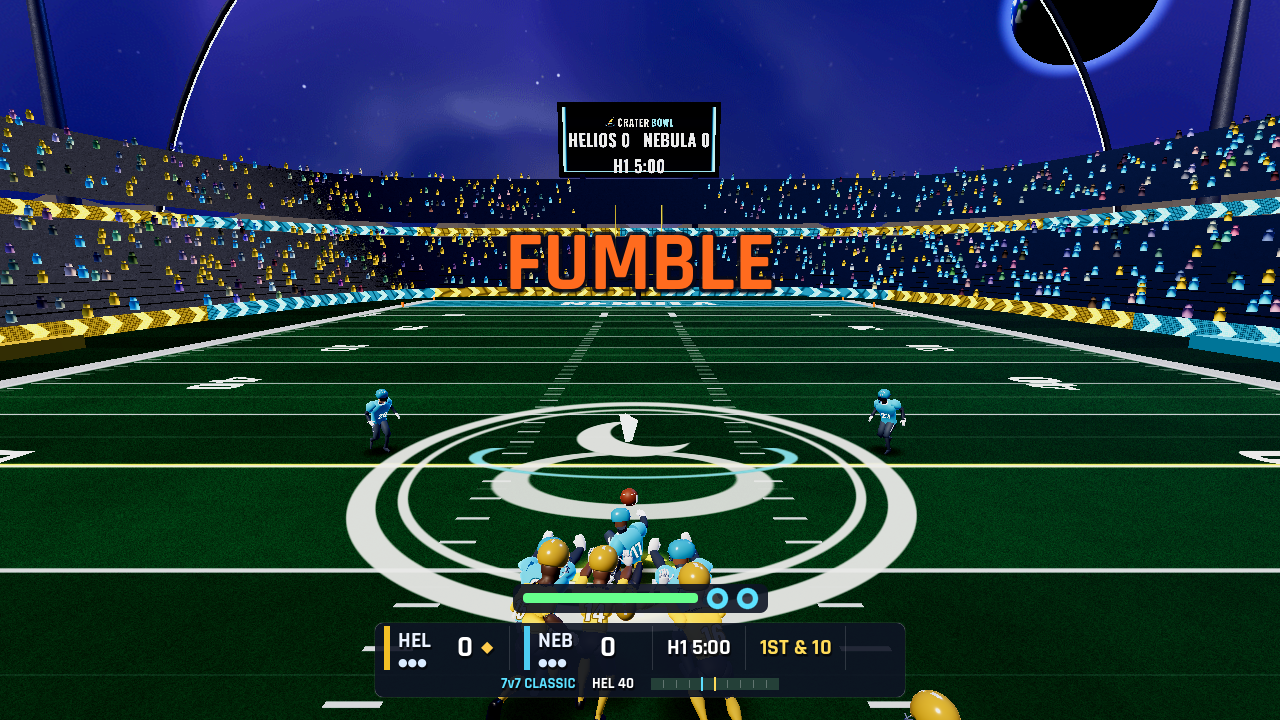 CRATER BOWL
HELIOS 0 NEBULA 0
H1 5:00
FUMBLE
HEL 0 NEB 0 H1 5:00 1ST & 10
7v7 CLASSIC HEL 40